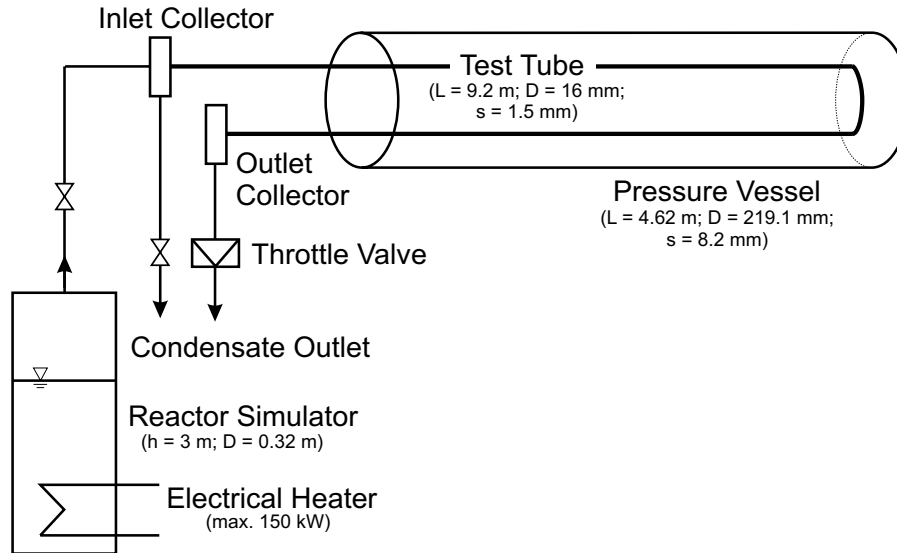 Inlet Collector
Test Tube
(L = 9.2 m; D = 16 mm;
s = 1.5 mm)
Outlet
Collector
Pressure Vessel
(L = 4.62 m; D = 219.1 mm;
s = 8.2 mm)
Throttle Valve
Condensate Outlet
Reactor Simulator
(h = 3 m; D = 0.32 m)
Electrical Heater
(max. 150 kW)